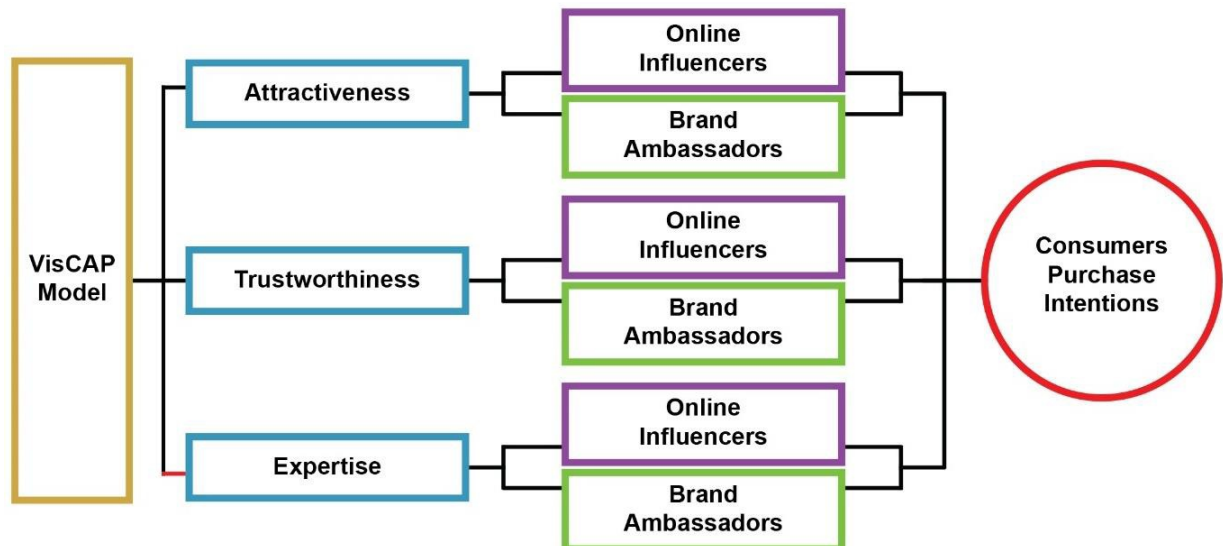 VisCAP
Model
Attractiveness
Online
Influencers
Brand
Ambassadors
Trustworthiness
Online
Influencers
Brand
Ambassadors
Expertise
Online
Influencers
Brand
Ambassadors
Consumers
Purchase
Intentions